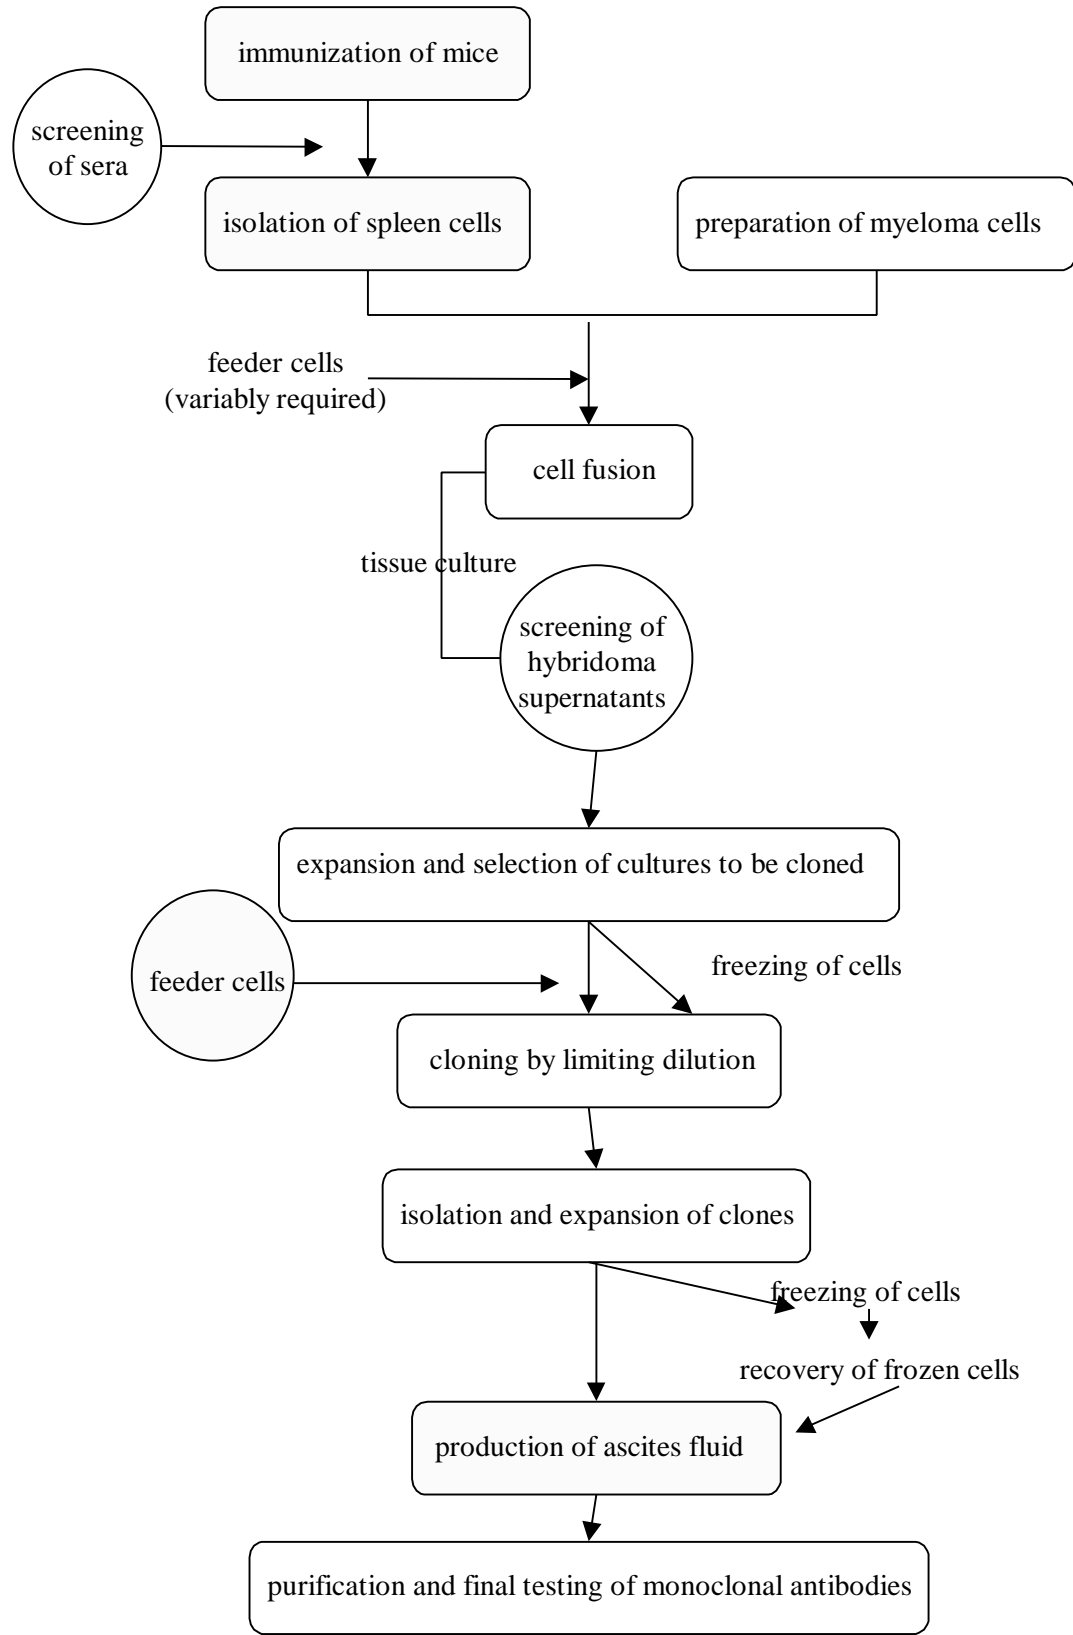 immunization of mice
screening
of sera
isolation of spleen cells
preparation of myeloma cells
feeder cells
(variably required)
cell fusion
tissue culture
screening of
hybridoma
supernatants
expansion and selection of cultures to be cloned
feeder cells
freezing of cells
cloning by limiting dilution
isolation and expansion of clones
freezing of cells
recovery of frozen cells
production of ascites fluid
purification and final testing of monoclonal antibodies